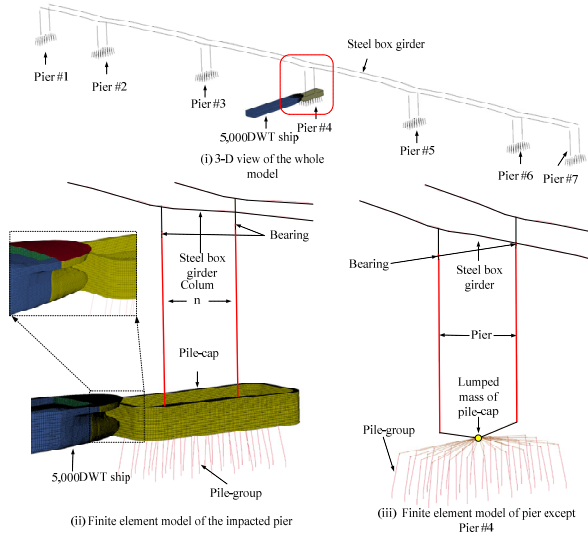 Steel box girder
Pier #1
Pier #2
Pier #3
Pier #4
5,000DWT ship
Pier #5
Pier #6
Pier #7
(i) 3-D view of the whole
model
Bearing
Steel box
girder
Colum
n
Pile-cap
5,000DWT ship
Pile-group
(ii) Finite element model of the impacted pier
Bearing
Steel box
girder
Pier
Lumped
mass of
pile-cap
Pile-group
(iii) Finite element model of pier except
Pier #4